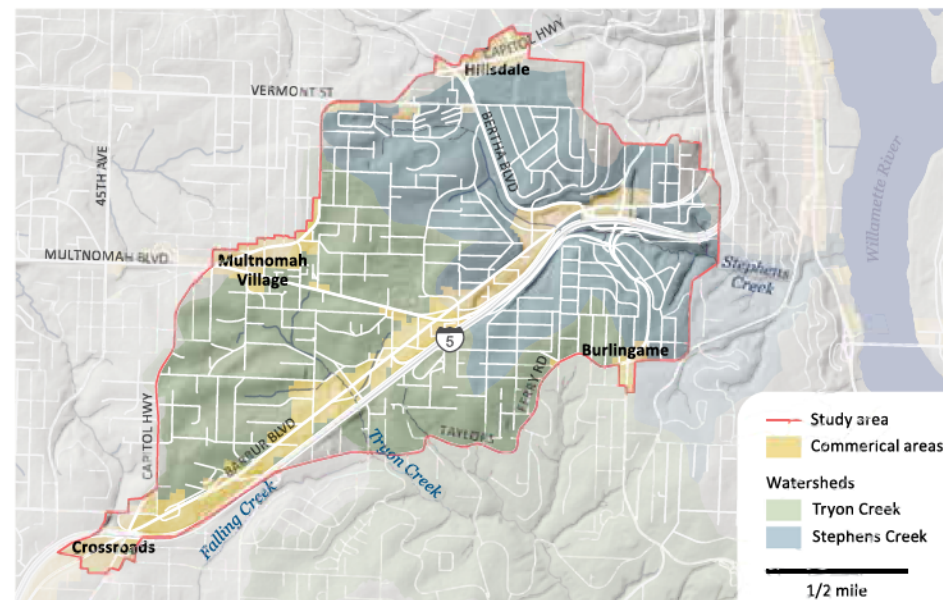 CAPITOL HWY
Hillsdale
VERMONT ST
BERTHA BLVD
45TH AVE
Willamette River
MULTNOMAH BLVD
Multnomah
Village
Stephens
Creek
5
Burlingame
FERRY RD
TAYLORS
CAPITOL HWY
BARBUR BLVD
Tryon Creek
Falling Creek
Crossroads
Study area
Commerical areas
Watersheds
Tryon Creek
Stephens Creek
1/2 mile